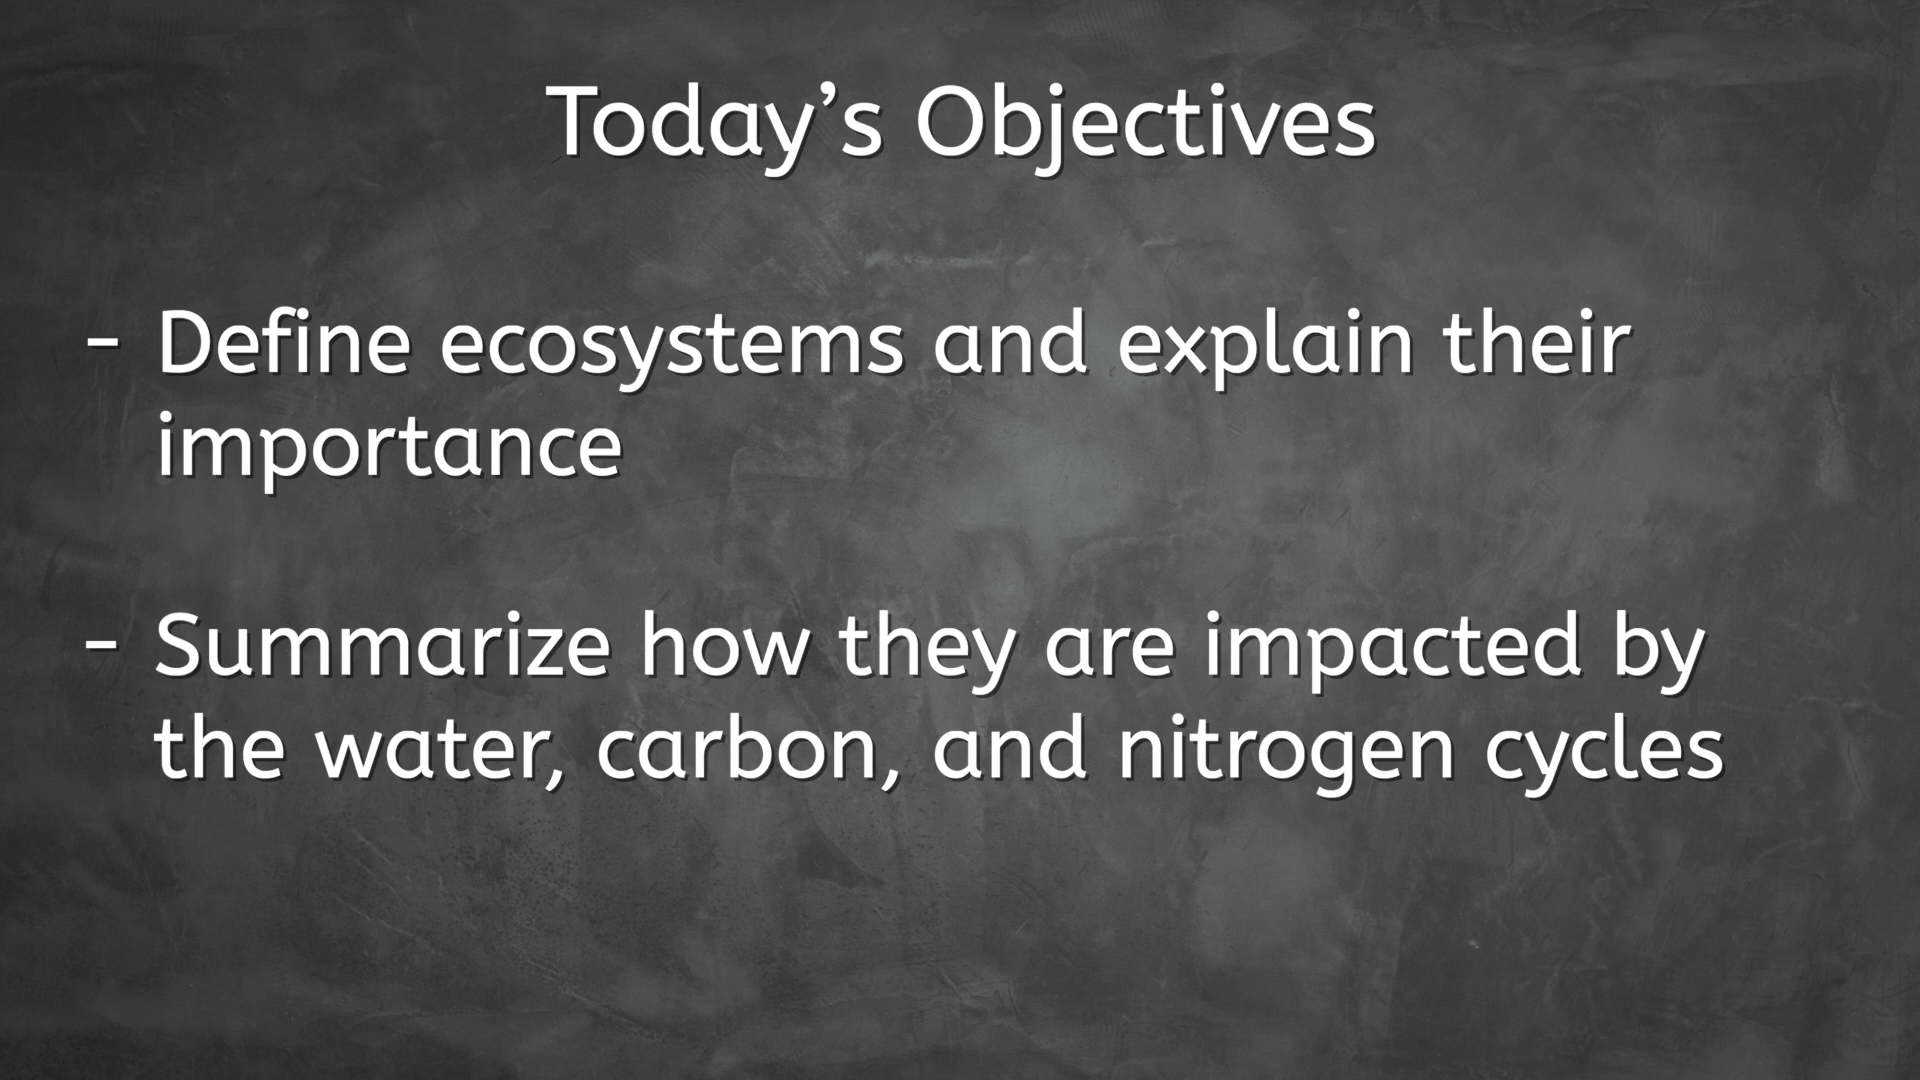 Today’s Objectives
- Define ecosystems and explain their
importance
- Summarize how they are impacted by
the water, carbon, and nitrogen cycles